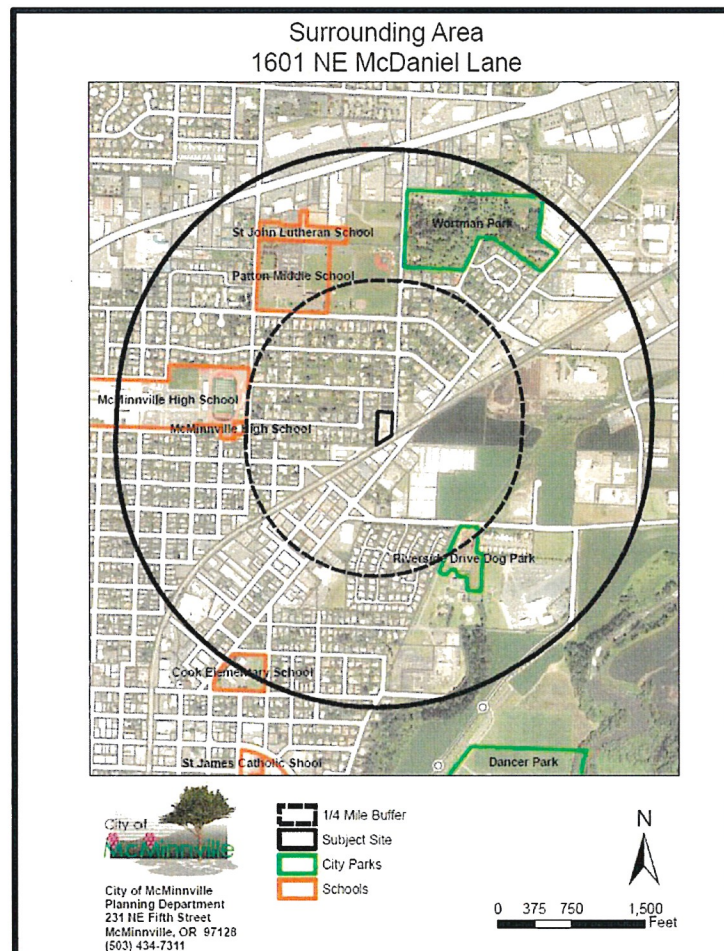 Surrounding Area
1601 NE McDaniel Lane
Wortman Park
St John Lutheran School
Patton Middle School
McMinnville High School
McMinnville High School
Riverside Drive Dog Park
Cook Elementary School
St James Catholic Shool
Dancer Park
City of
McMinnville
City of McMinnville
Planning Department
231 NE Fifth Street
McMinnville, OR 97128
(503) 434-7311
1/4 Mile Buffer
Subject Site
City Parks
Schools
N
0 375 750 1,500
Feet